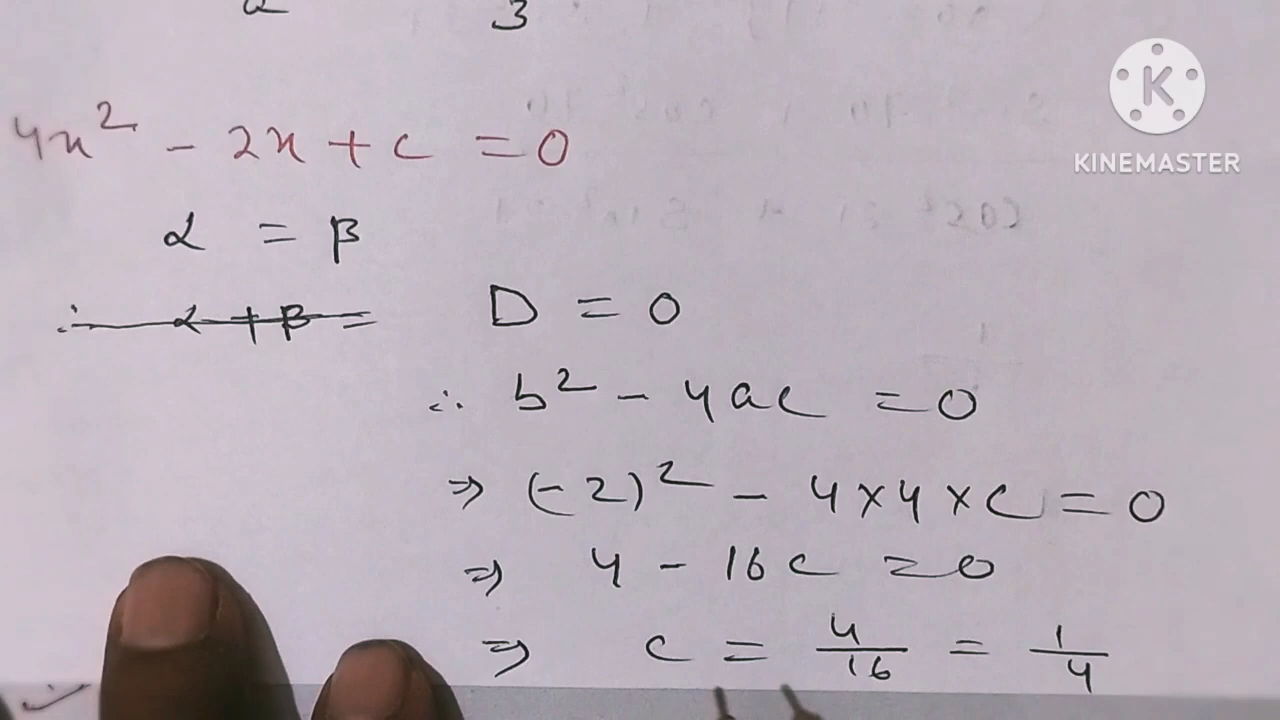 3
4x² - 2x + c = 0
KINEMASTER
α = β
∴ α + β =
D = 0
∴ b² - 4ac = 0
⇒ (-2)² - 4×4×c = 0
⇒ 4 - 16c = 0
⇒ c = 4/16 = 1/4